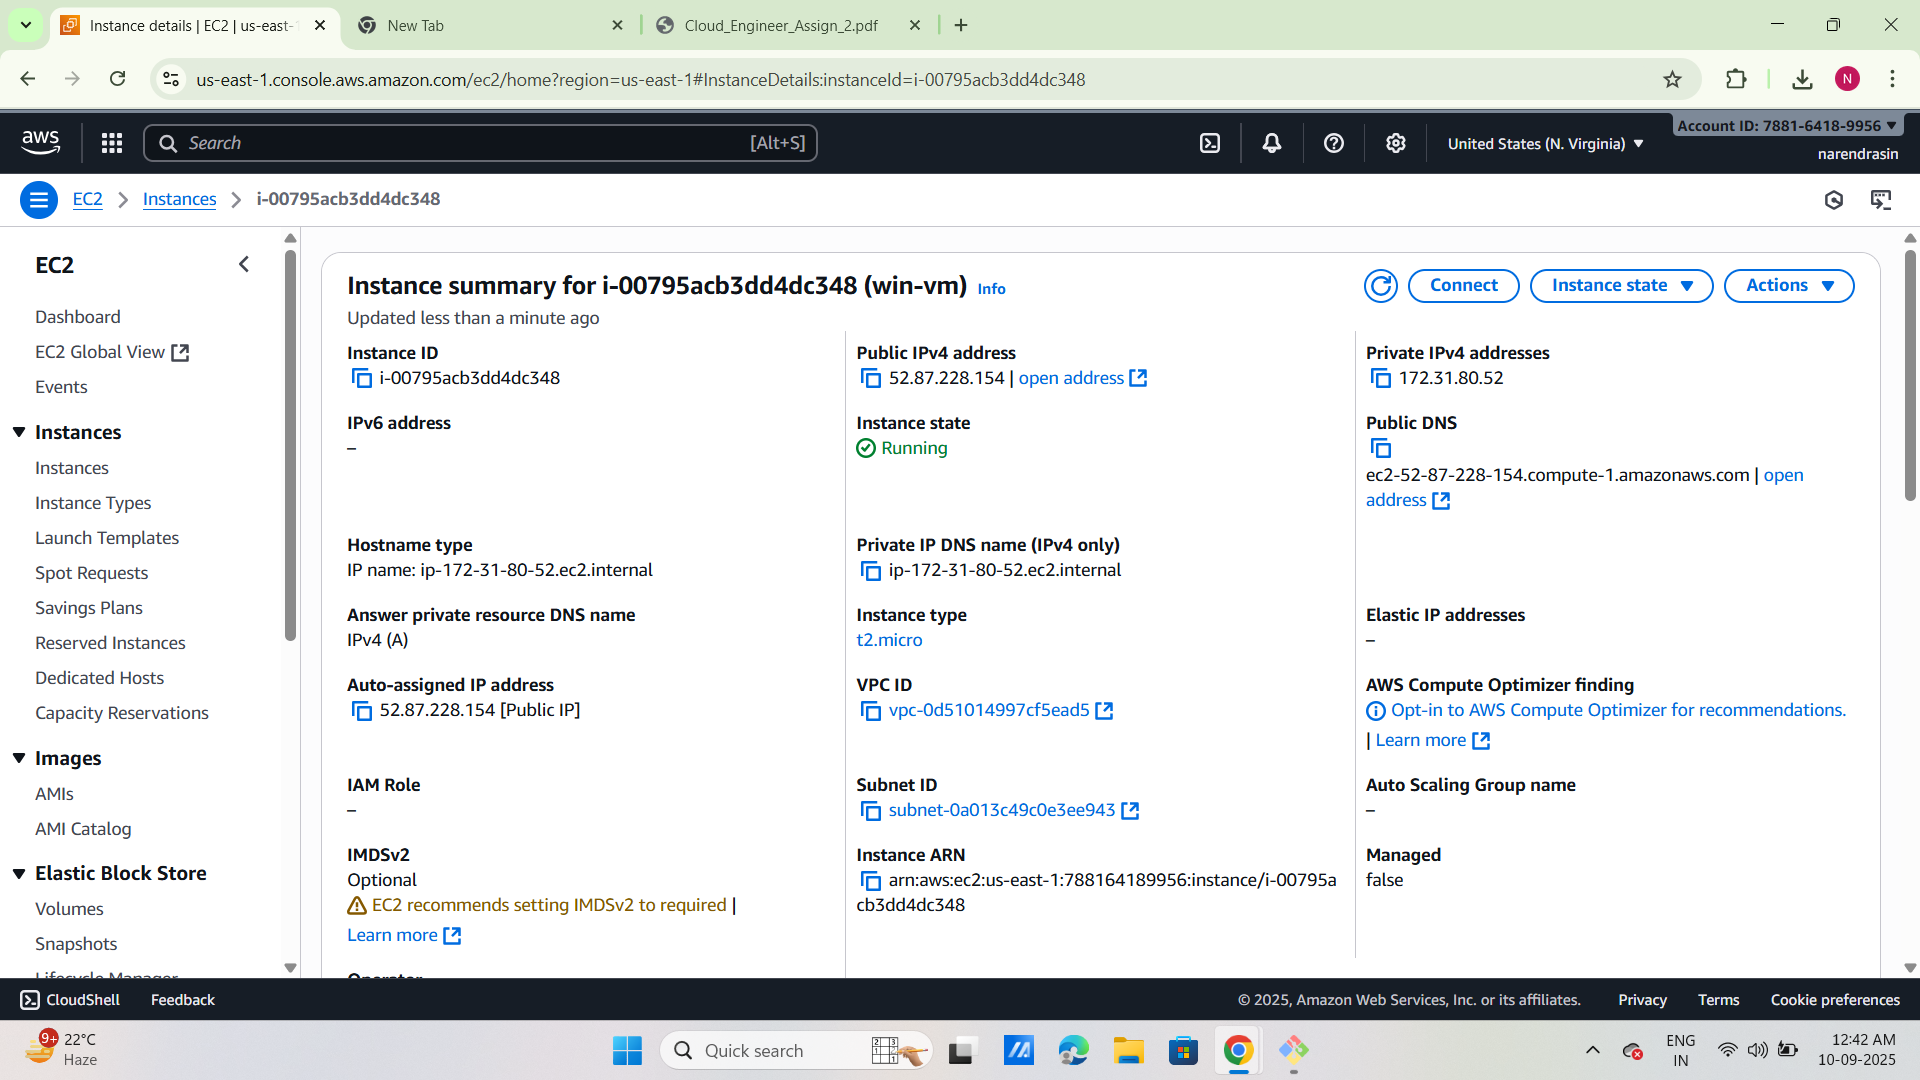 Instance details | EC2 | us-east-1
New Tab
Cloud_Engineer_Assign_2.pdf
us-east-1.console.aws.amazon.com/ec2/home?region=us-east-1#InstanceDetails:instanceId=i-00795acb3dd4dc348
N
aws
Search
[Alt+S]
United States (N. Virginia)
Account ID: 7881-6418-9956
narendrasin
EC2
Instances
i-00795acb3dd4dc348
EC2
Dashboard
EC2 Global View
Events
Instances
Instances
Instance Types
Launch Templates
Spot Requests
Savings Plans
Reserved Instances
Dedicated Hosts
Capacity Reservations
Images
AMIs
AMI Catalog
Elastic Block Store
Volumes
Snapshots
Lifecycle Manager
Instance summary for i-00795acb3dd4dc348 (win-vm) Info
Updated less than a minute ago
Connect
Instance state
Actions
Instance ID
i-00795acb3dd4dc348
Public IPv4 address
52.87.228.154 | open address
Private IPv4 addresses
172.31.80.52
IPv6 address
–
Instance state
Running
Public DNS
ec2-52-87-228-154.compute-1.amazonaws.com | open
address
Hostname type
IP name: ip-172-31-80-52.ec2.internal
Private IP DNS name (IPv4 only)
ip-172-31-80-52.ec2.internal
Answer private resource DNS name
IPv4 (A)
Instance type
t2.micro
Elastic IP addresses
–
Auto-assigned IP address
52.87.228.154 [Public IP]
VPC ID
vpc-0d51014997cf5ead5
AWS Compute Optimizer finding
Opt-in to AWS Compute Optimizer for recommendations.
| Learn more
IAM Role
–
Subnet ID
subnet-0a013c49c0e3ee943
Auto Scaling Group name
–
IMDSv2
Optional
EC2 recommends setting IMDSv2 to required |
Learn more
Instance ARN
arn:aws:ec2:us-east-1:788164189956:instance/i-00795a
cb3dd4dc348
Managed
false
Operator
CloudShell
Feedback
© 2025, Amazon Web Services, Inc. or its affiliates.
Privacy
Terms
Cookie preferences
9+
22°C
Haze
Quick search
ENG
IN
12:42 AM
10-09-2025